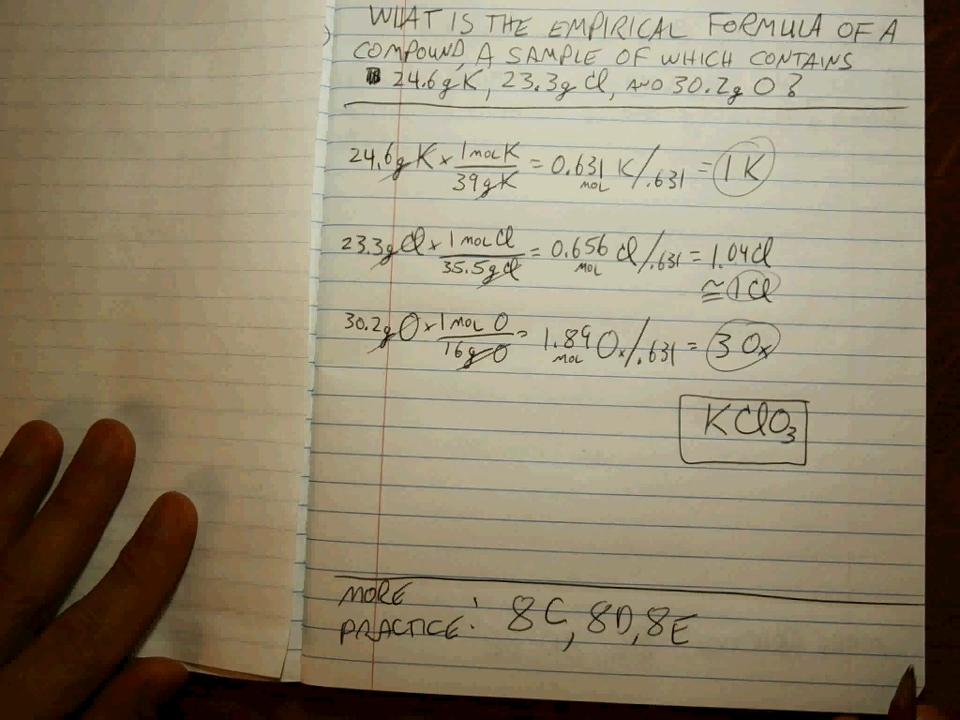 WHAT IS THE EMPIRICAL FORMULA OF A
COMPOUND, A SAMPLE OF WHICH CONTAINS
24.6g K, 23.3g Cl, AND 30.2g O?
24.6g K x 1 MOL K / 39 g K = 0.631 MOL K/.631 = 1 K
23.3g Cl x 1 MOL Cl / 35.5g Cl = 0.656 MOL Cl/.631 = 1.04 Cl
≅ 1 Cl
30.2g O x 1 MOL O / 16g O = 1.89 MOL Ox/.631 = 3 Ox
KClO₃
MORE
PRACTICE: 8C, 8D, 8E